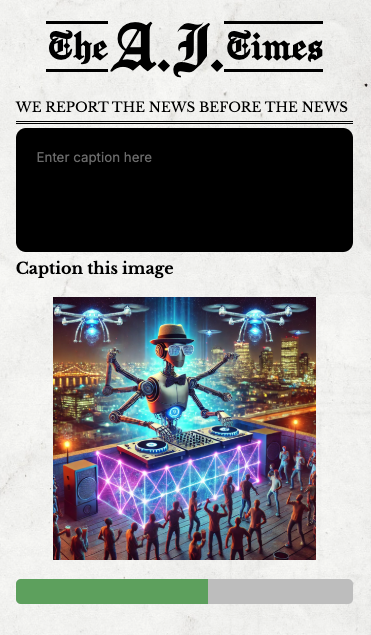 The A.J. Times
WE REPORT THE NEWS BEFORE THE NEWS
Enter caption here
Caption this image